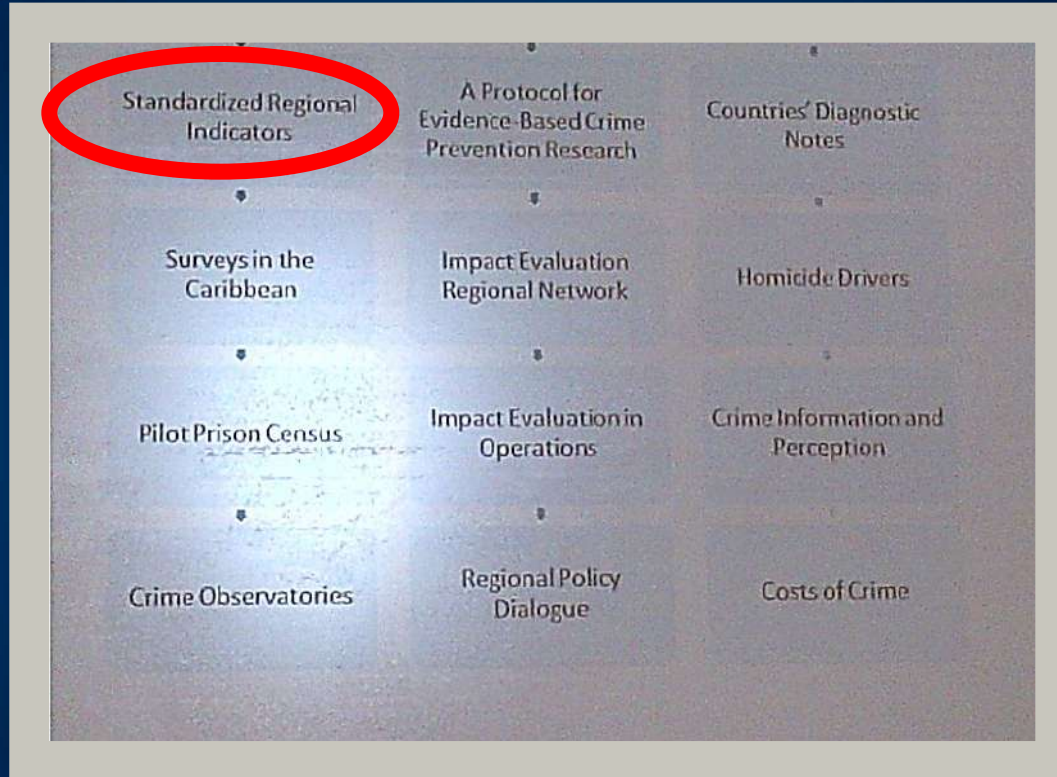 Standardized Regional
Indicators
A Protocol for
Evidence-Based Crime
Prevention Research
Countries' Diagnostic
Notes
Surveys in the
Caribbean
Impact Evaluation
Regional Network
Homicide Drivers
Pilot Prison Census
Impact Evaluation in
Operations
Crime Information and
Perception
Crime Observatories
Regional Policy
Dialogue
Costs of Crime